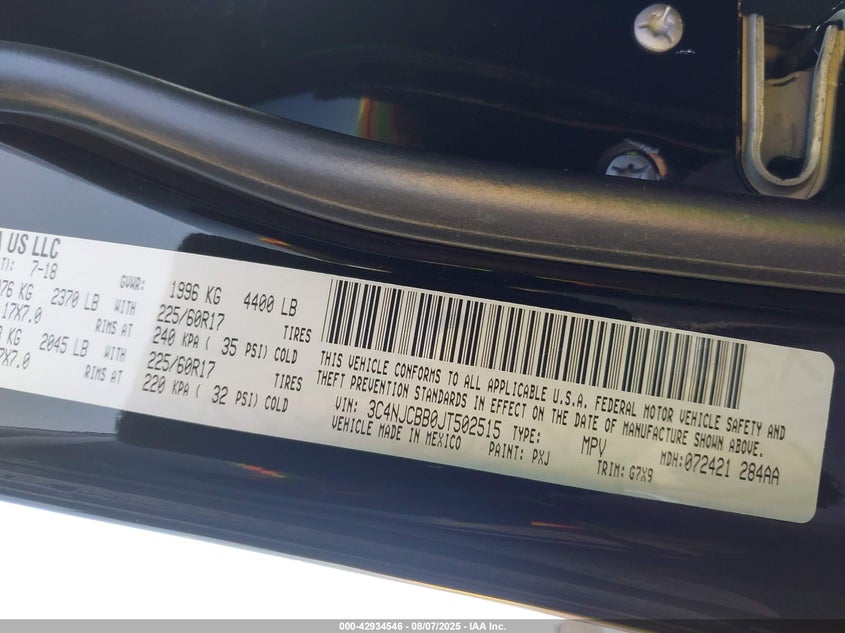 US LLC
7-18
GVWR: 1996 KG 4400 LB
76 KG 2370 LB WITH 225/60R17 TIRES
17X7.0 RIMS AT 240 KPA ( 35 PSI) COLD
KG 2045 LB WITH 225/60R17 TIRES
7X7.0 RIMS AT 220 KPA ( 32 PSI) COLD
THIS VEHICLE CONFORMS TO ALL APPLICABLE U.S.A. FEDERAL MOTOR VEHICLE SAFETY AND
THEFT PREVENTION STANDARDS IN EFFECT ON THE DATE OF MANUFACTURE SHOWN ABOVE.
VIN: 3C4NJCBB0JT502515 TYPE: MPV MDH:072421 284AA
VEHICLE MADE IN MEXICO PAINT: PXJ TRIM: G7X9
000-42934546 - 08/07/2025 - IAA Inc.